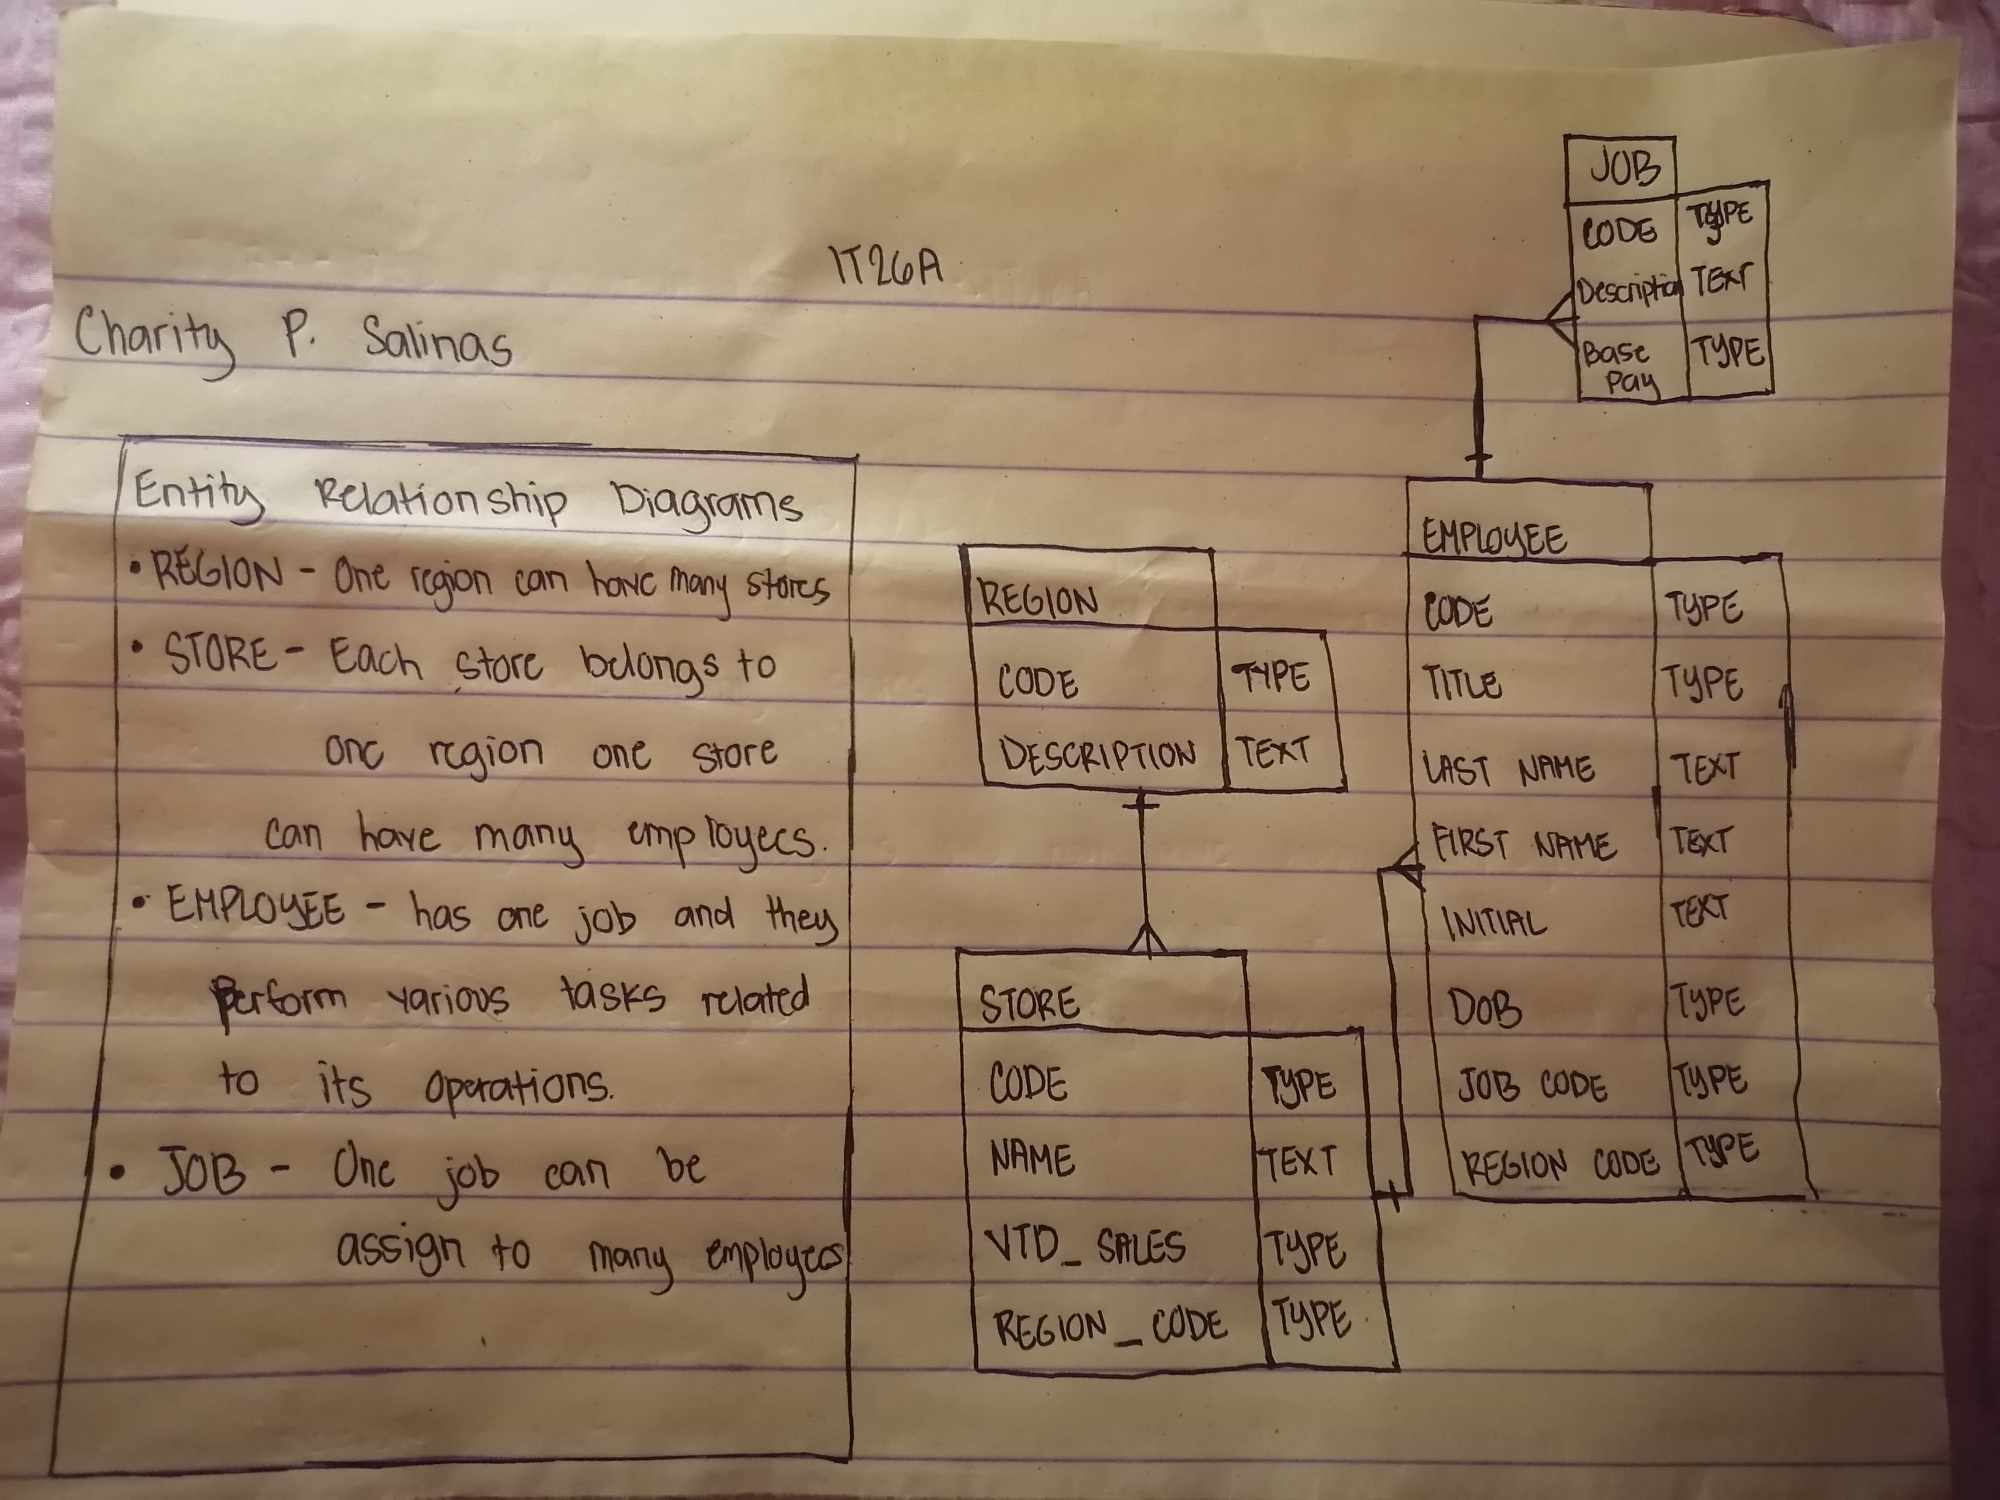 IT26A
Charity P. Salinas
Entity Relationship Diagrams
• REGION - One region can have many stores
• STORE - Each store belongs to
one region one store
can have many employees.
• EMPLOYEE - has one job and they
perform various tasks related
to its operations.
• JOB - One job can be
assign to many employees
REGION
CODE TYPE
DESCRIPTION TEXT
STORE
CODE TYPE
NAME TEXT
VTD_SALES TYPE
REGION_CODE TYPE
JOB
CODE TYPE
Description TEXT
Base TYPE
Pay
EMPLOYEE
CODE TYPE
TITLE TYPE
LAST NAME TEXT
FIRST NAME TEXT
INITIAL TEXT
DOB TYPE
JOB CODE TYPE
REGION CODE TYPE